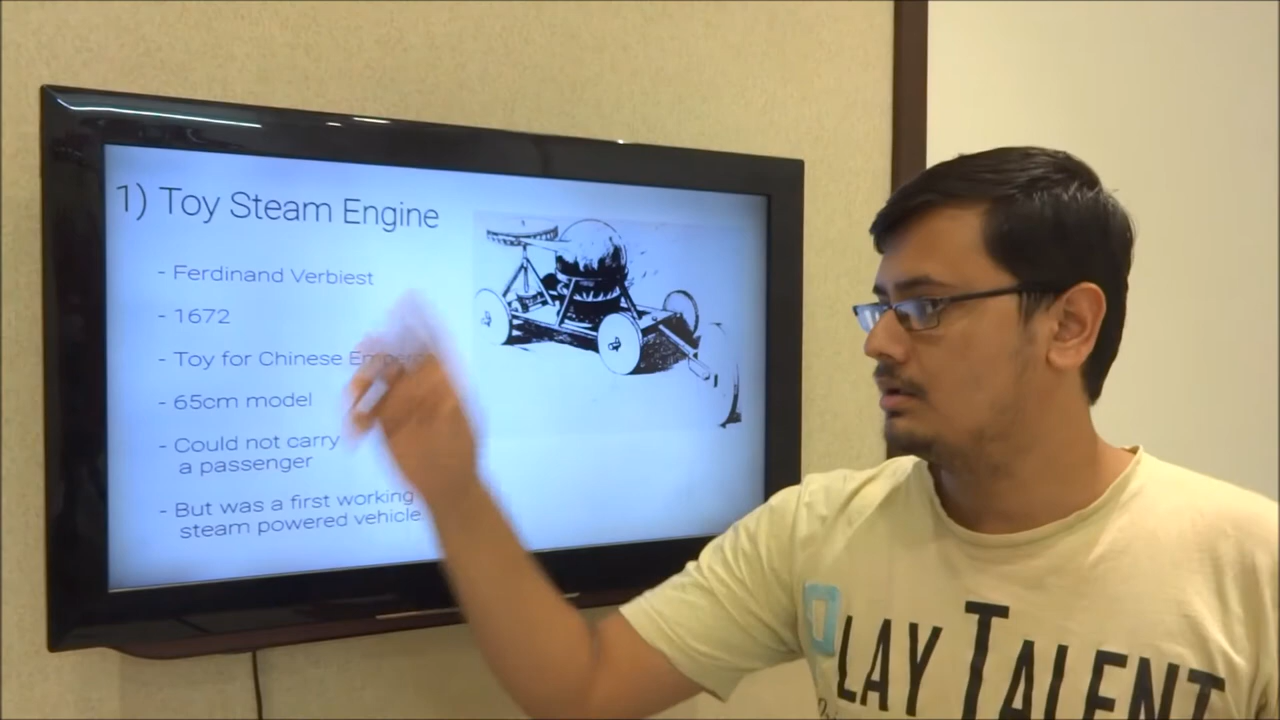 1) Toy Steam Engine
- Ferdinand Verbiest
- 1672
- Toy for Chinese
- 65cm model
- Could not carry
a passenger
- But was a first working
steam powered vehicle.
PLAY TALENT